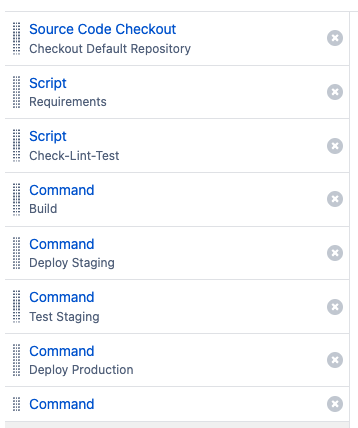 Source Code Checkout
Checkout Default Repository
Script
Requirements
Script
Check-Lint-Test
Command
Build
Command
Deploy Staging
Command
Test Staging
Command
Deploy Production
Command